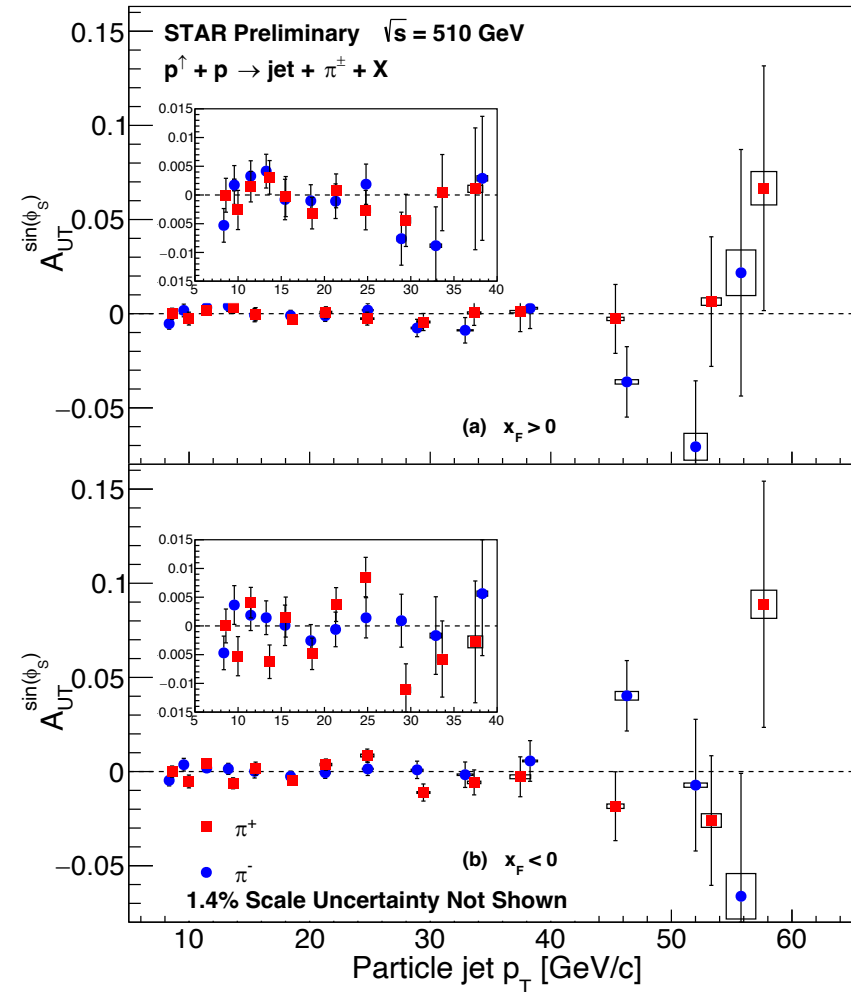 STAR Preliminary √s = 510 GeV
p↑ + p → jet + π± + X
0.15
0.1
0.05
0
−0.05
A_UT^sin(φ_S)
0.015
0.01
0.005
0
−0.005
−0.01
0.015
5 10 15 20 25 30 35 40
(a) x_F > 0
0.15
0.1
0.05
0
−0.05
A_UT^sin(φ_S)
0.015
0.01
0.005
0
−0.005
−0.01
0.015
5 10 15 20 25 30 35 40
π+
π-
(b) x_F < 0
1.4% Scale Uncertainty Not Shown
10 20 30 40 50 60
Particle jet p_T [GeV/c]